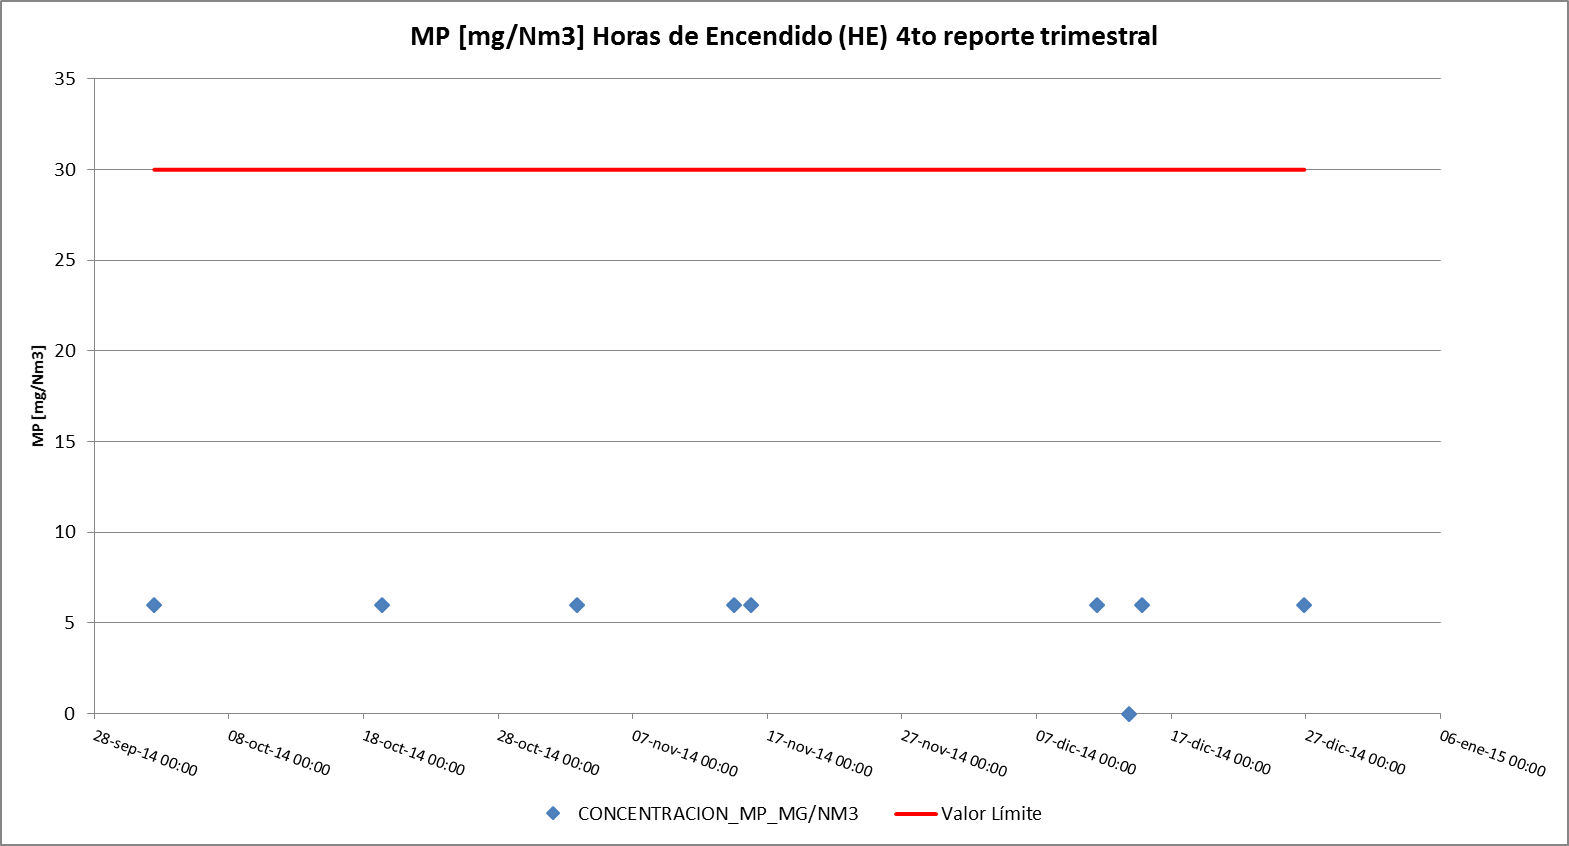 MP [mg/Nm3] Horas de Encendido (HE) 4to reporte trimestral
35
30
25
20
15
10
5
0
MP [mg/Nm3]
28-sep-14 00:00
08-oct-14 00:00
18-oct-14 00:00
28-oct-14 00:00
07-nov-14 00:00
17-nov-14 00:00
27-nov-14 00:00
07-dic-14 00:00
17-dic-14 00:00
27-dic-14 00:00
06-ene-15 00:00
CONCENTRACION_MP_MG/NM3
Valor Límite